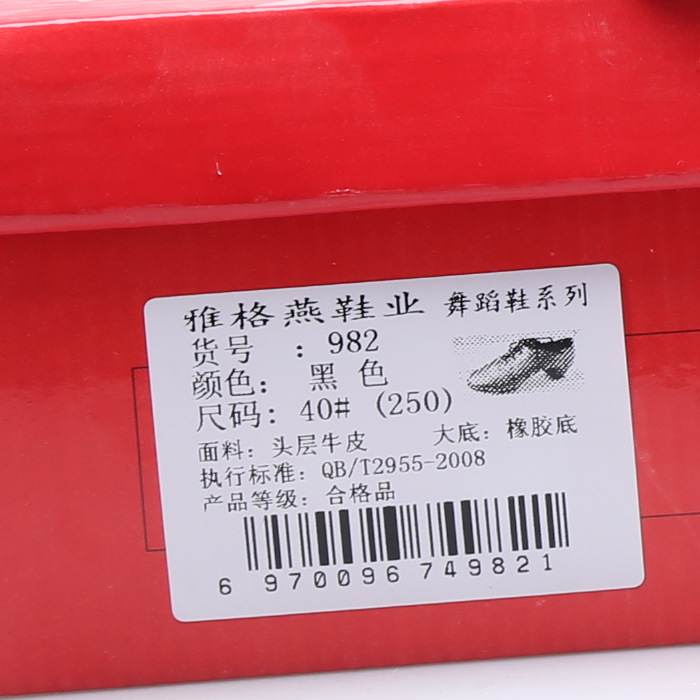 雅格燕鞋业 舞蹈鞋系列
货号 : 982
颜色: 黑色
尺码: 40# (250)
面料: 头层牛皮 大底: 橡胶底
执行标准: QB/T2955-2008
产品等级: 合格品
6 970096 749821